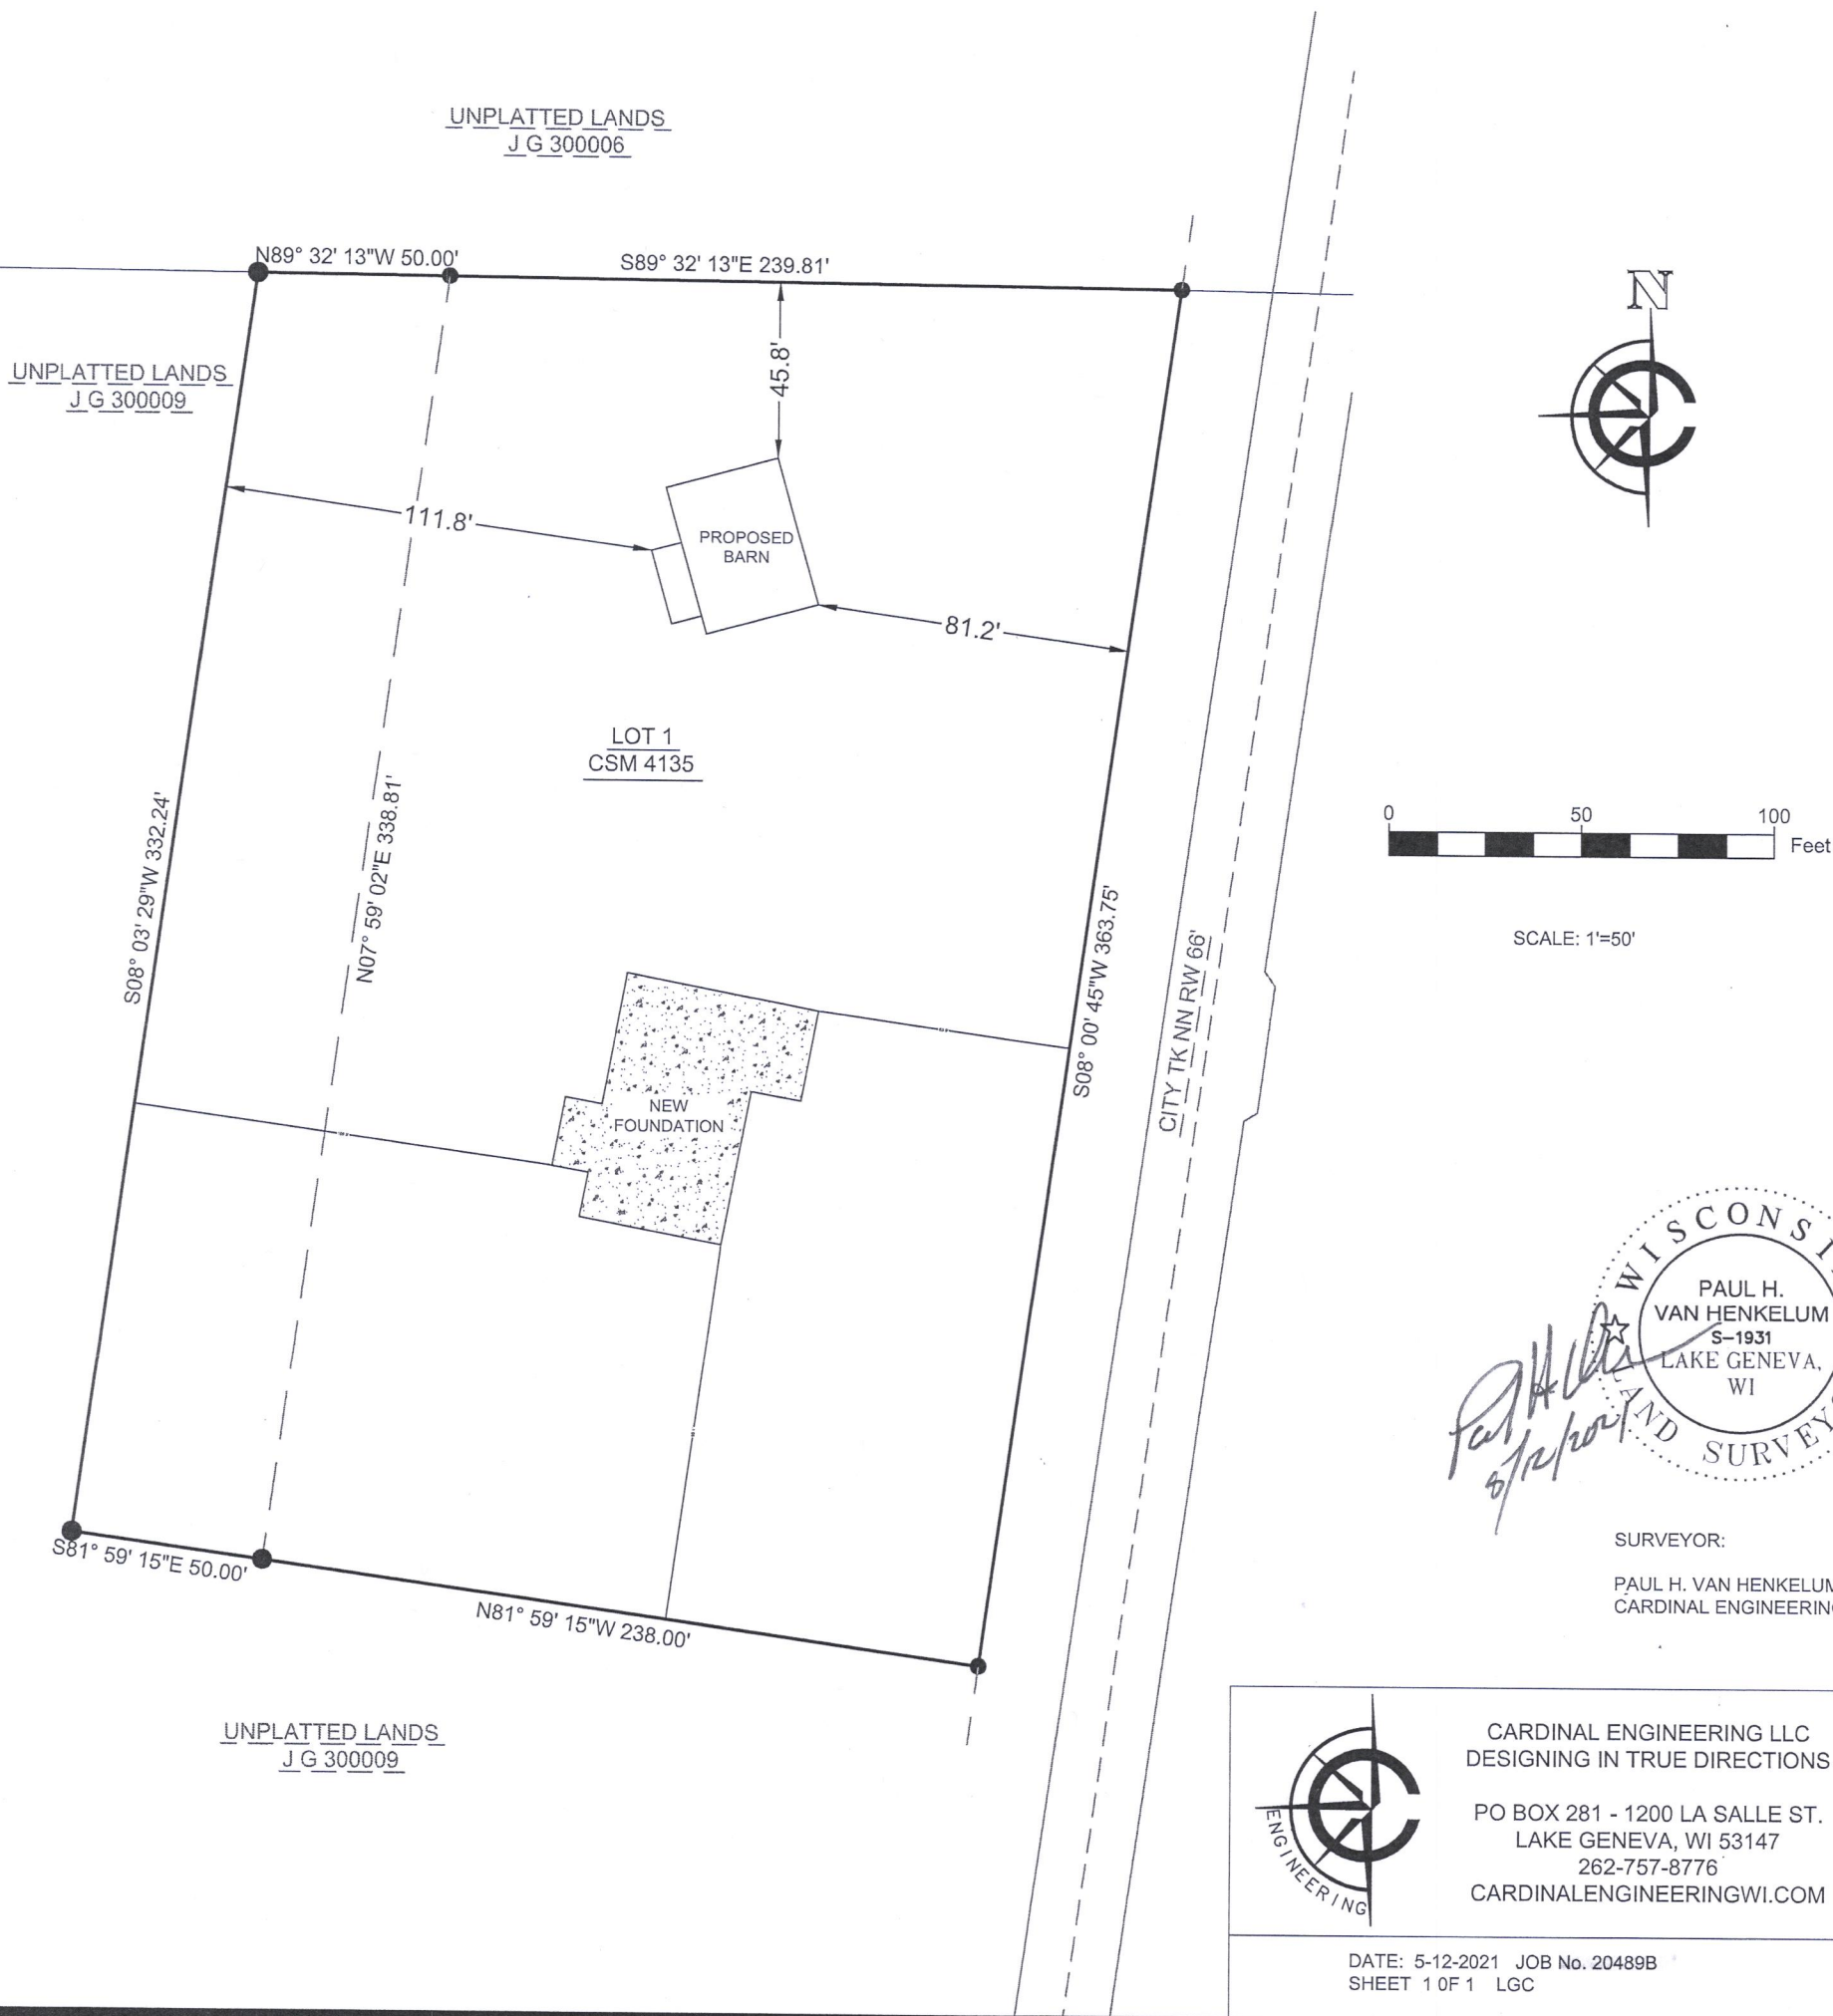 UNPLATTED LANDS
J G 300006
N89° 32' 13"W 50.00'
S89° 32' 13"E 239.81'
N
UNPLATTED LANDS
J G 300009
45.8'
111.8'
PROPOSED
BARN
81.2'
LOT 1
CSM 4135
S08° 03' 29"W 332.24'
N07° 59' 02"E 338.81'
0 50 100
Feet
SCALE: 1'=50'
S08° 00' 45"W 363.75'
CITY TK NN RW 66'
NEW
FOUNDATION
WISCONSI
PAUL H.
VAN HENKELUM
S-1931
LAKE GENEVA,
WI
LAND SURVEY
8/12/2021
S81° 59' 15"E 50.00'
N81° 59' 15"W 238.00'
SURVEYOR:
PAUL H. VAN HENKELUM
CARDINAL ENGINEERING
UNPLATTED LANDS
J G 300009
ENGINEERING
CARDINAL ENGINEERING LLC
DESIGNING IN TRUE DIRECTIONS
PO BOX 281 - 1200 LA SALLE ST.
LAKE GENEVA, WI 53147
262-757-8776
CARDINALENGINEERINGWI.COM
DATE: 5-12-2021 JOB No. 20489B
SHEET 1 0F 1 LGC